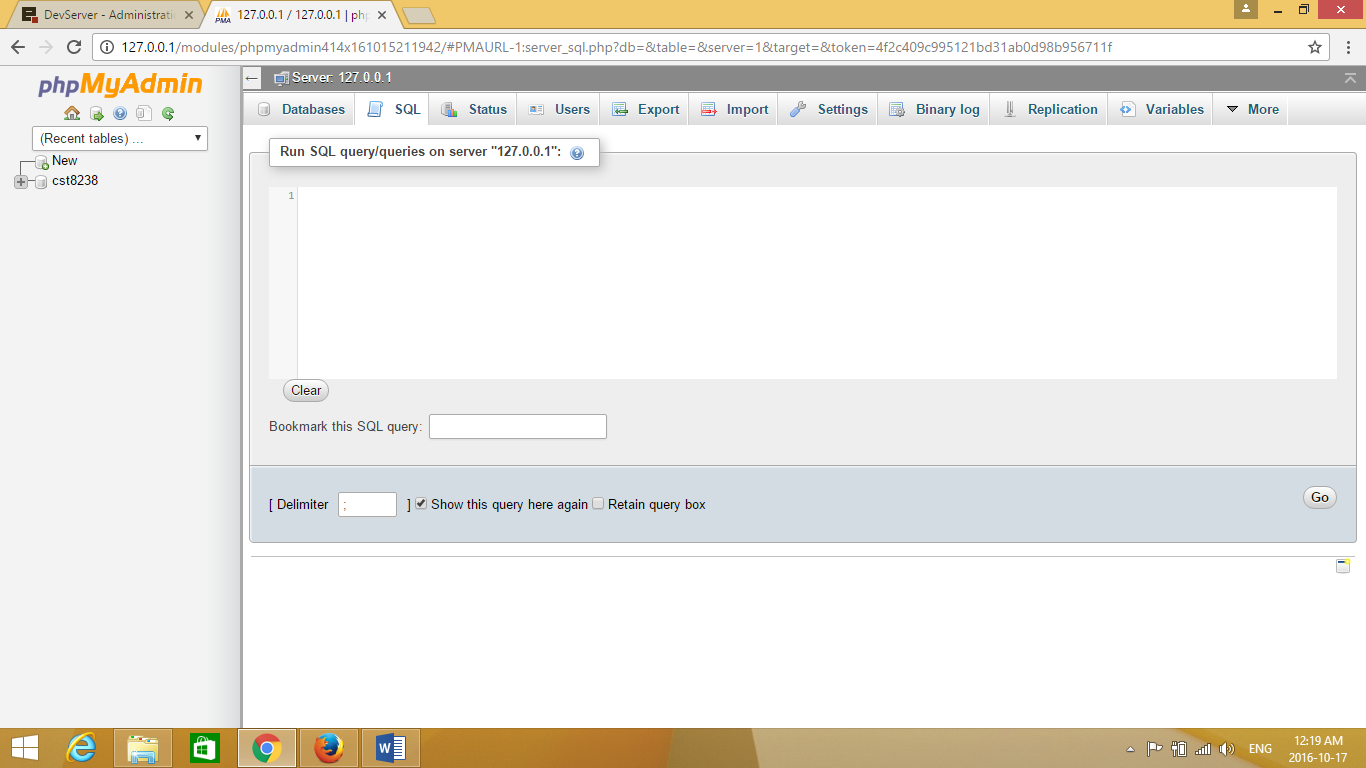 DevServer - Administrati
127.0.0.1 / 127.0.0.1 | ph
127.0.0.1/modules/phpmyadmin414x161015211942/#PMAURL-1:server_sql.php?db=&table=&server=1&target=&token=4f2c409c995121bd31ab0d98b956711f
phpMyAdmin
(Recent tables) ...
New
cst8238
Server: 127.0.0.1
Databases SQL Status Users Export Import Settings Binary log Replication Variables More
Run SQL query/queries on server "127.0.0.1":
1
Clear
Bookmark this SQL query:
[ Delimiter ; ] Show this query here again Retain query box
Go
ENG
12:19 AM
2016-10-17